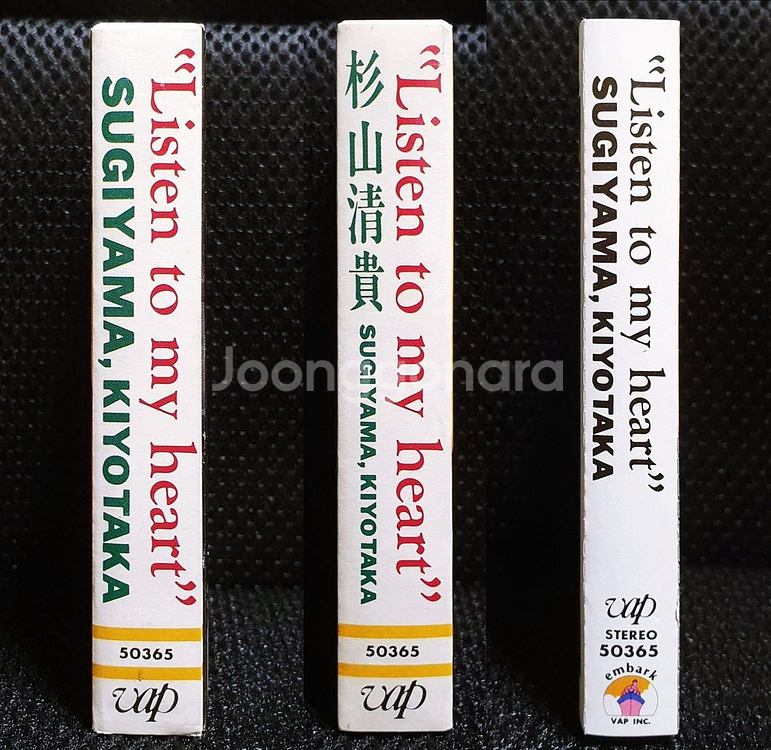 “Listen to my heart”
SUGIYAMA, KIYOTAKA
50365
vap
“Listen to my heart”
杉山清貴 SUGIYAMA, KIYOTAKA
50365
vap
“Listen to my heart”
SUGIYAMA, KIYOTAKA
vap
STEREO
50365
embark
VAP INC.
Joonggonara